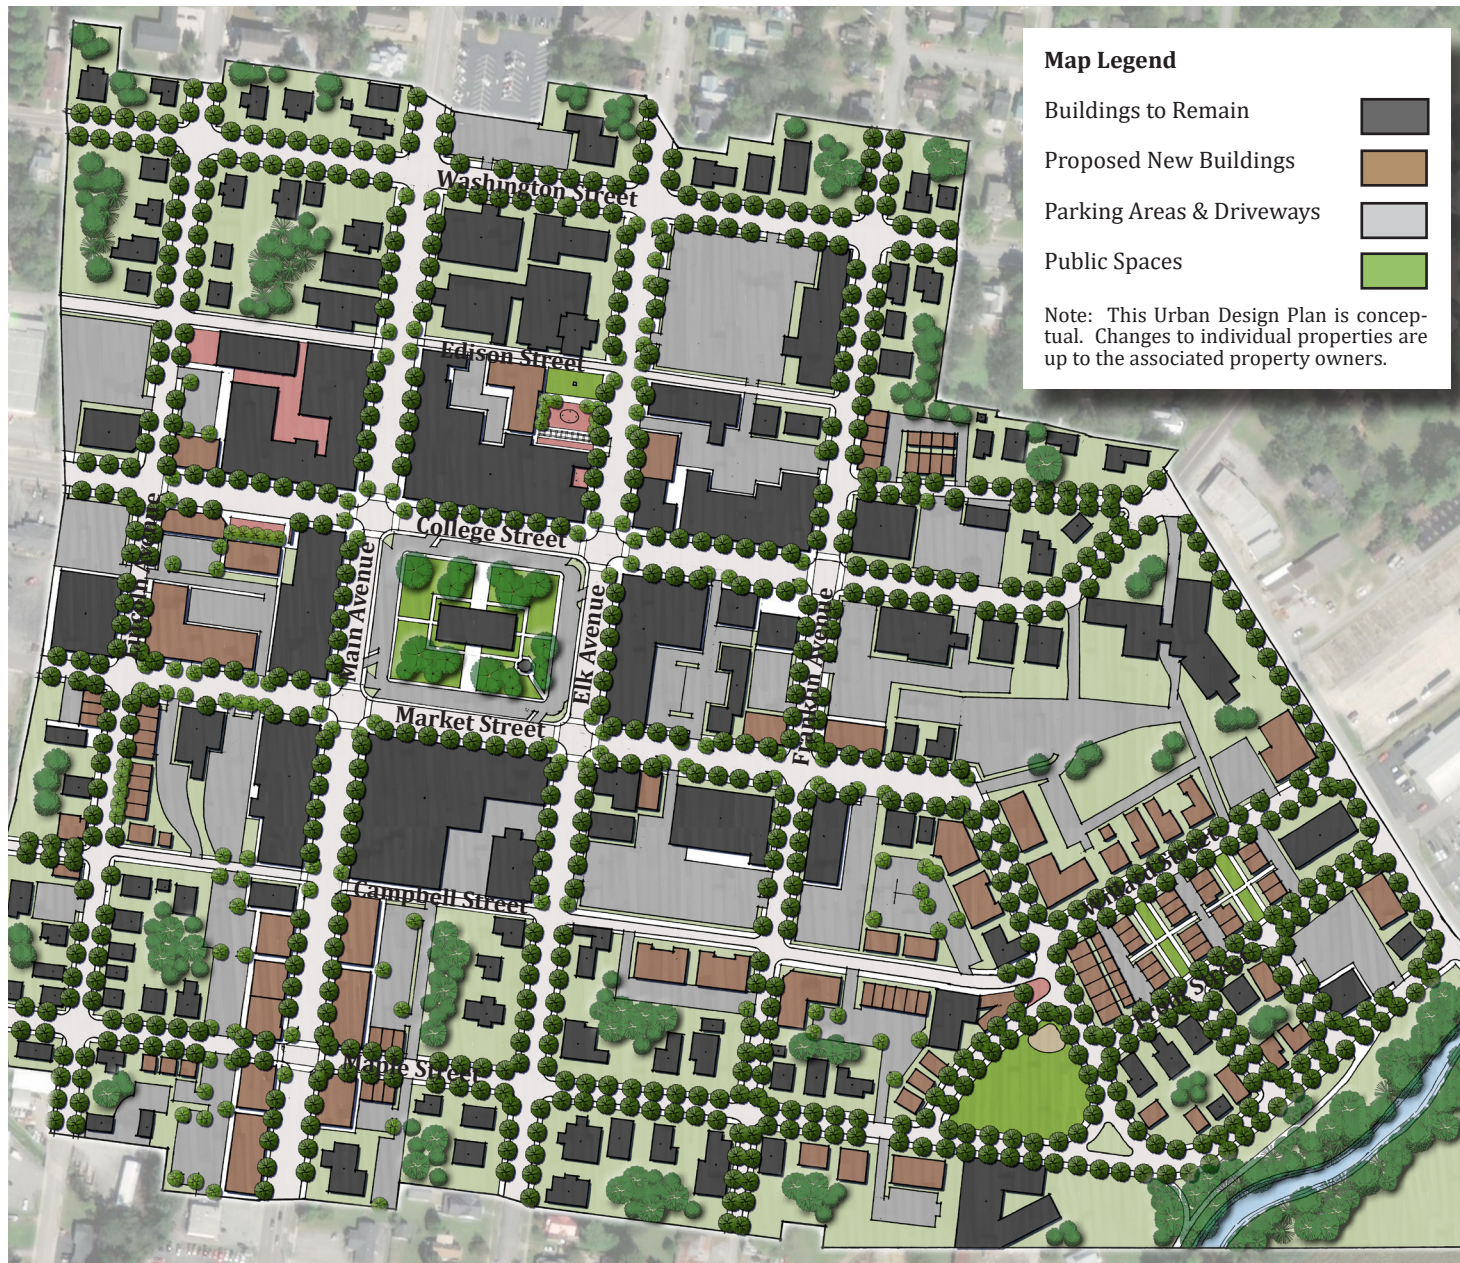 Map Legend
Buildings to Remain
Proposed New Buildings
Parking Areas & Driveways
Public Spaces
Note: This Urban Design Plan is concep-
tual. Changes to individual properties are
up to the associated property owners.
Washington Street
Edison Street
College Street
Main Avenue
Elk Avenue
Franklin Avenue
Market Street
Campbell Street
Maple Street
Street
Avenue